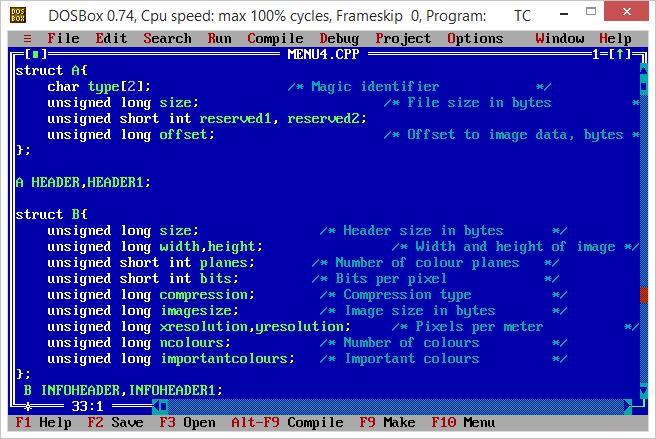 DOSBox 0.74, Cpu speed: max 100% cycles, Frameskip 0, Program: TC
≡ File Edit Search Run Compile Debug Project Options Window Help
[■] MENU4.CPP 1=[↑]
struct A{
char type[2]; /* Magic identifier */
unsigned long size; /* File size in bytes *
unsigned short int reserved1, reserved2;
unsigned long offset; /* Offset to image data, bytes *
};
A HEADER,HEADER1;
struct B{
unsigned long size; /* Header size in bytes */
unsigned long width,height; /* Width and height of image */
unsigned short int planes; /* Number of colour planes */
unsigned short int bits; /* Bits per pixel */
unsigned long compression; /* Compression type */
unsigned long imagesize; /* Image size in bytes */
unsigned long xresolution,yresolution; /* Pixels per meter */
unsigned long ncolours; /* Number of colours */
unsigned long importantcolours; /* Important colours */
};
B INFOHEADER,INFOHEADER1;
33:1
F1 Help F2 Save F3 Open Alt-F9 Compile F9 Make F10 Menu